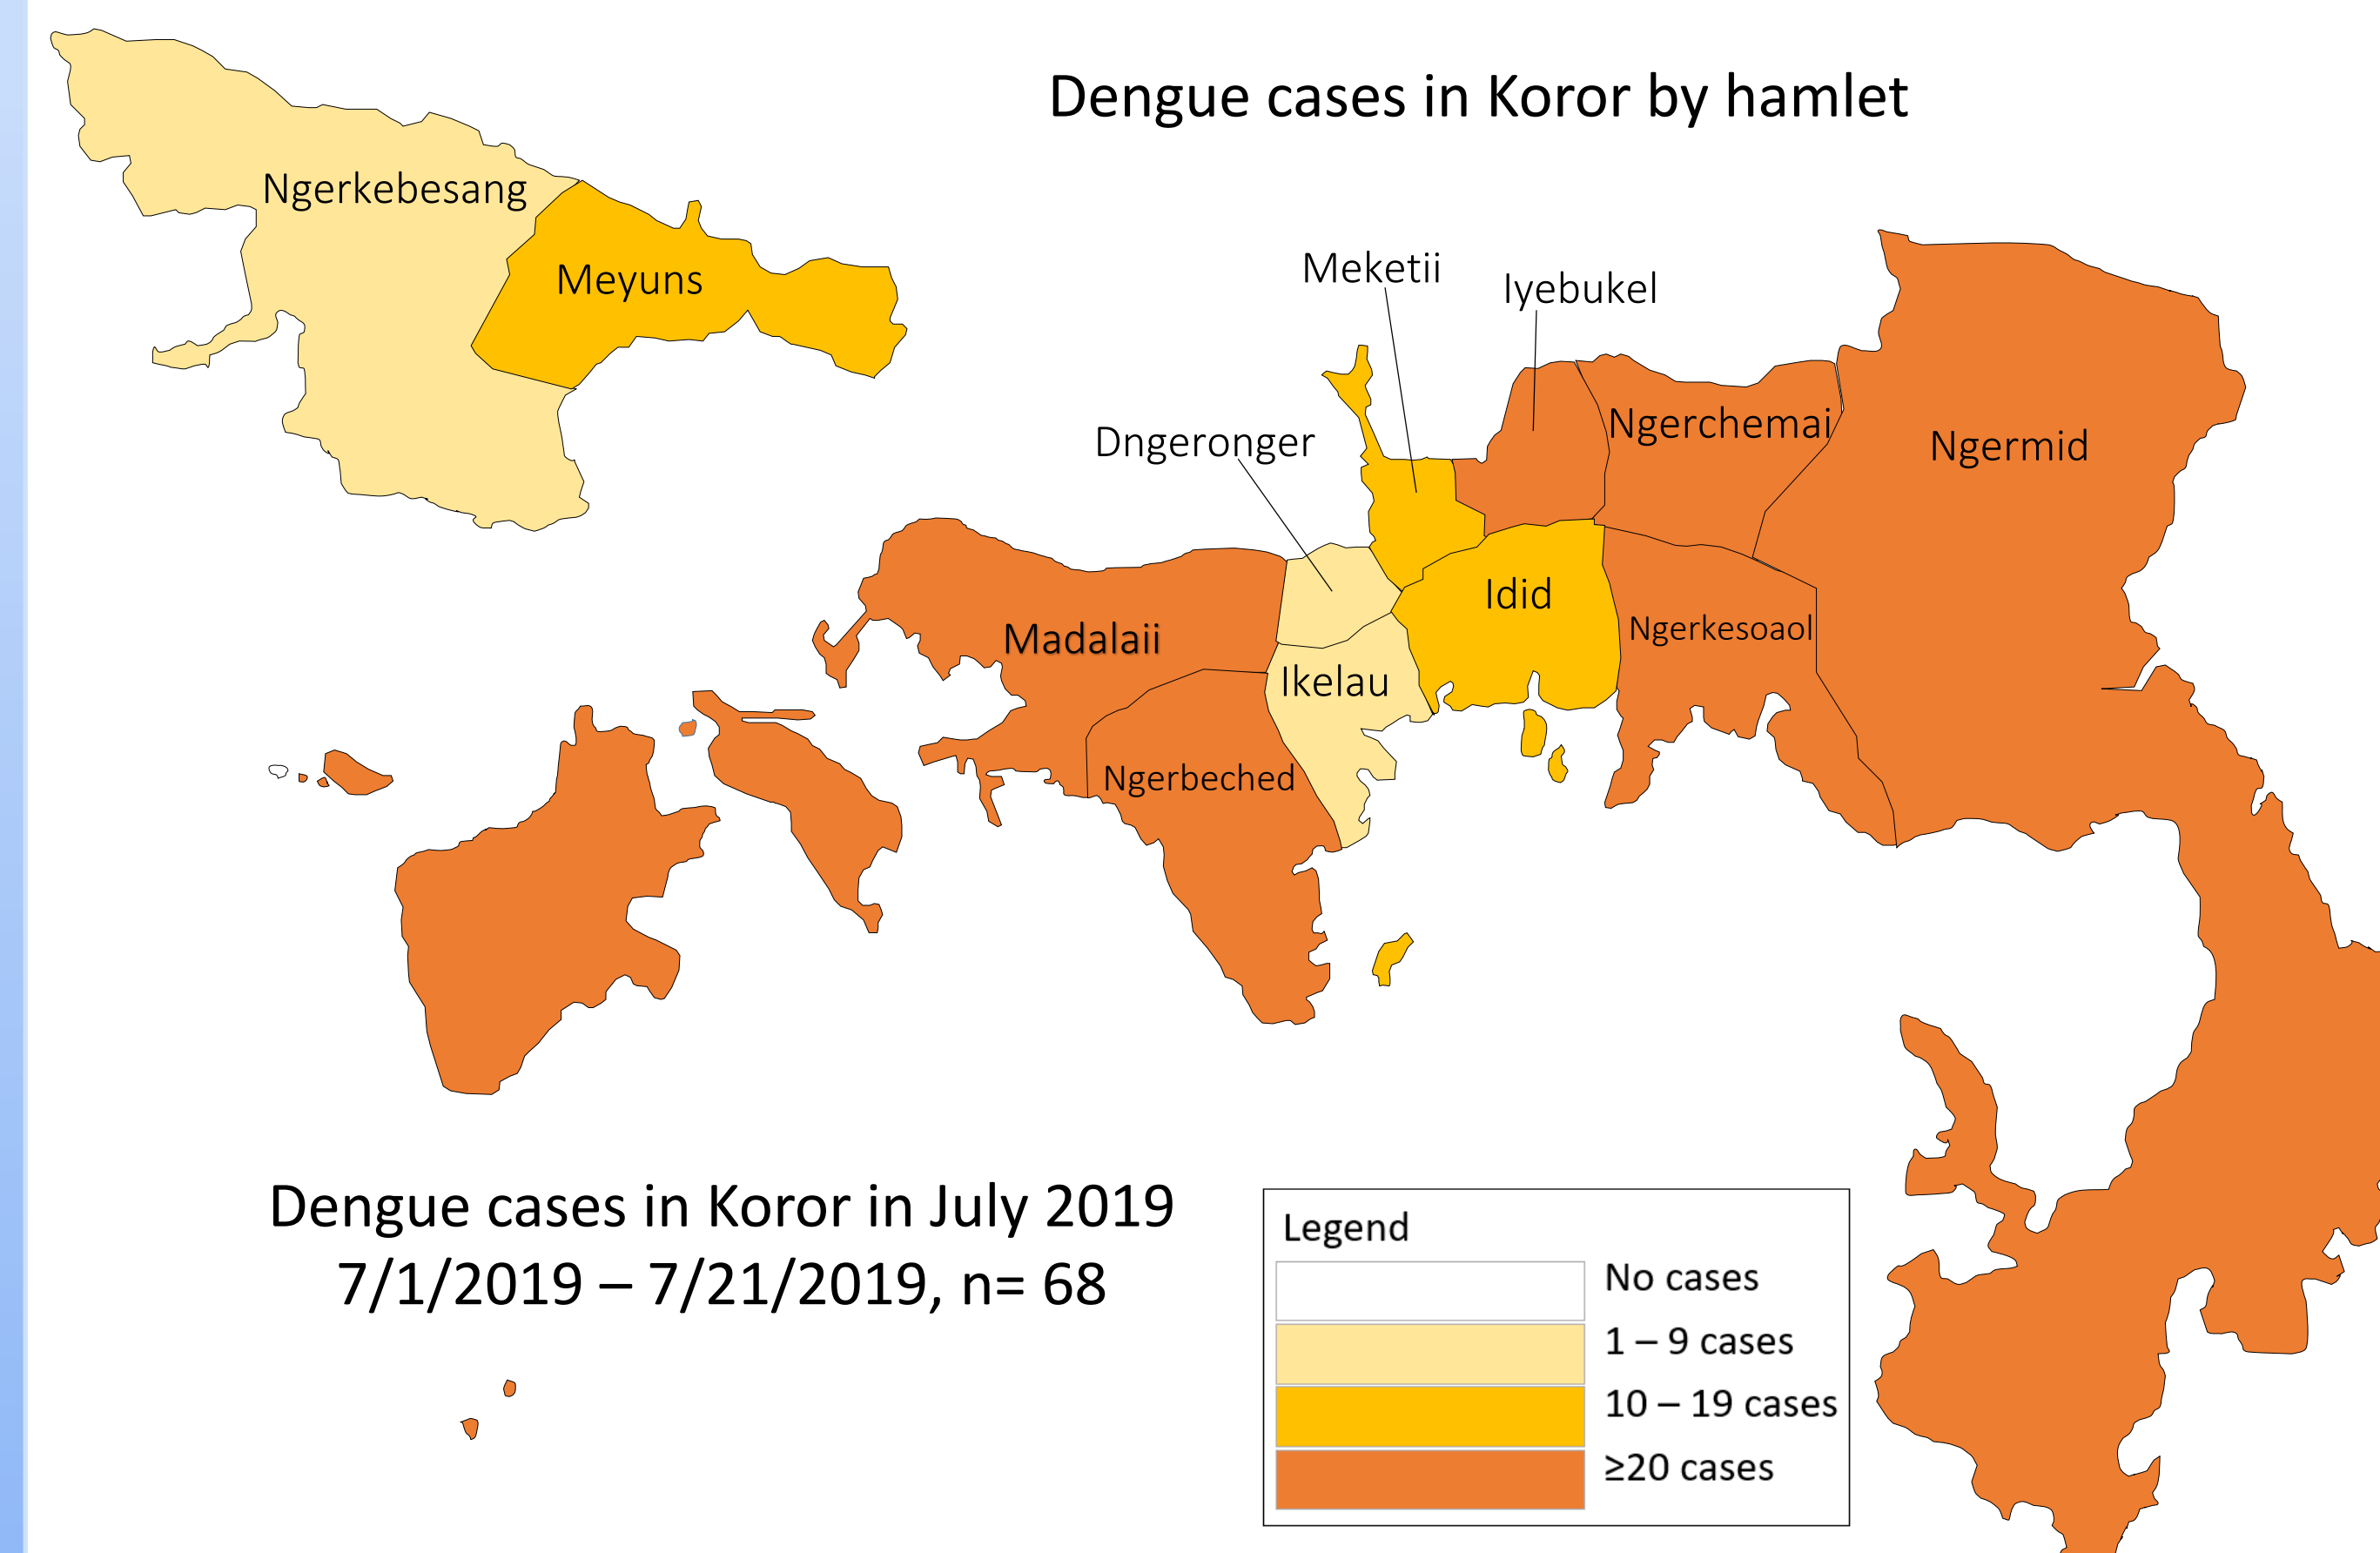 Dengue cases in Koror by hamlet
Ngerkebesang
Meyuns
Meketii
Iyebukel
Dngeronger
Ngerchemai
Ngermid
Madalaii
Idid
Ngerkesoaol
Ikelau
Ngerbeched
Dengue cases in Koror in July 2019
7/1/2019 – 7/21/2019, n= 68
Legend
No cases
1 – 9 cases
10 – 19 cases
≥20 cases